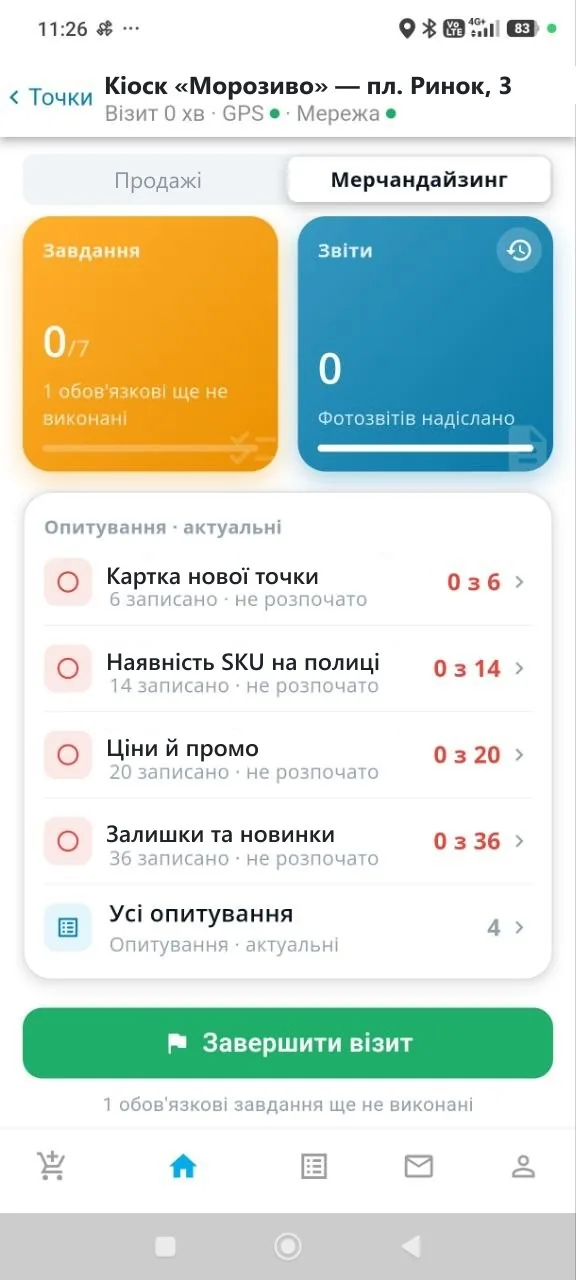 11:26 ···
Vo LTE 4G+ 83
Точки
Кіоск «Морозиво» — пл. Ринок, 3
Візит 0 хв · GPS · Мережа
Продажі
Мерчандайзинг
Завдання
0/7
1 обов'язкові ще не
виконані
Звіти
0
Фотозвітів надіслано
Опитування · актуальні
Картка нової точки
0 з 6
6 записано · не розпочато
Наявність SKU на полиці
0 з 14
14 записано · не розпочато
Ціни й промо
0 з 20
20 записано · не розпочато
Залишки та новинки
0 з 36
36 записано · не розпочато
Усі опитування
4
Опитування · актуальні
Завершити візит
1 обов'язкові завдання ще не виконані